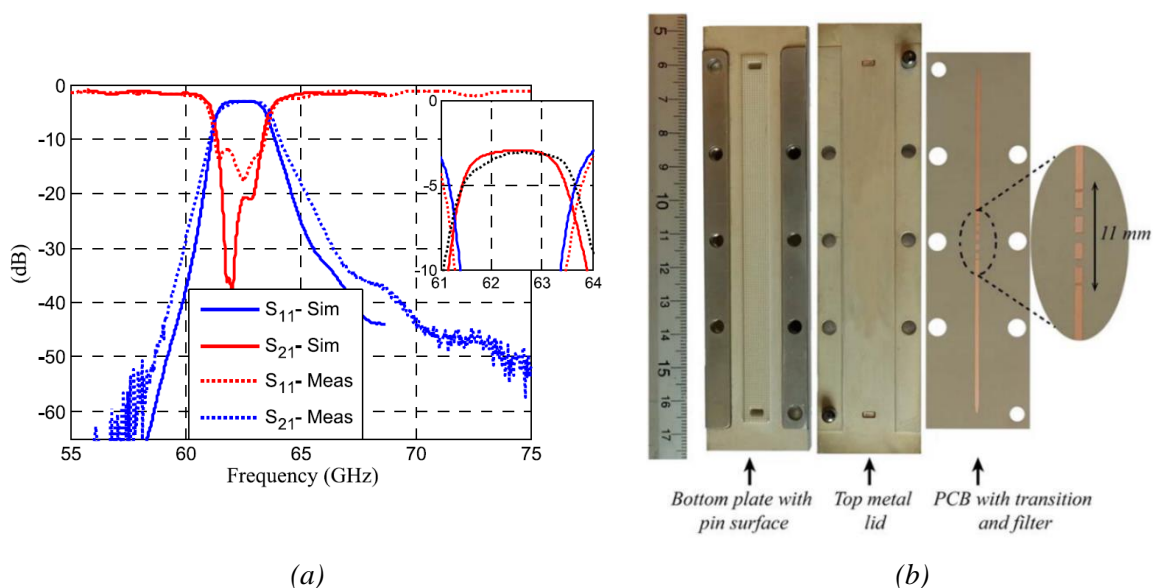 0
-10
-20
-30
-40
-50
-60
55
60
65
70
75
(dB)
Frequency (GHz)
S11- Sim
S21- Sim
S11- Meas
S21- Meas
0
-5
-10
61
62
63
64
5
6
7
8
9
10
11
12
13
14
15
16
17
11 mm
Bottom plate with
pin surface
Top metal
lid
PCB with transition
and filter
(a)
(b)